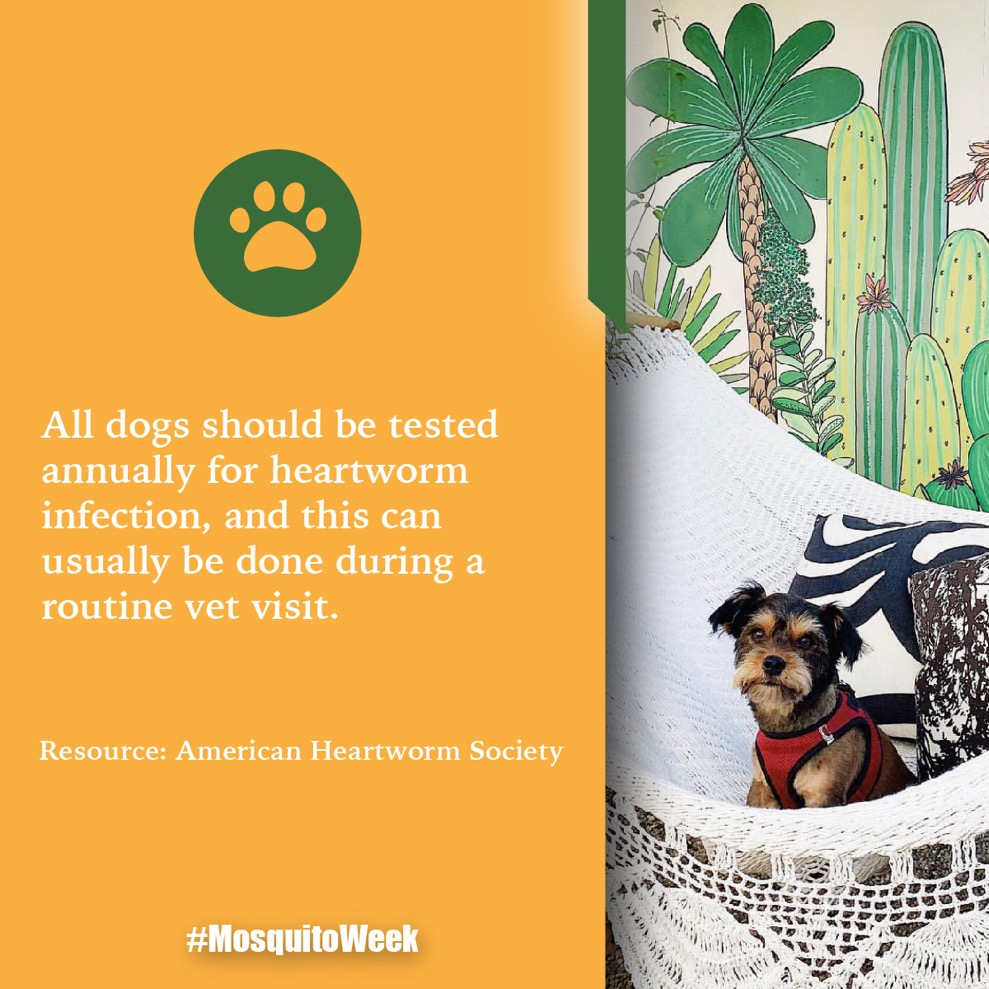 All dogs should be tested
annually for heartworm
infection, and this can
usually be done during a
routine vet visit.
Resource: American Heartworm Society
#MosquitoWeek